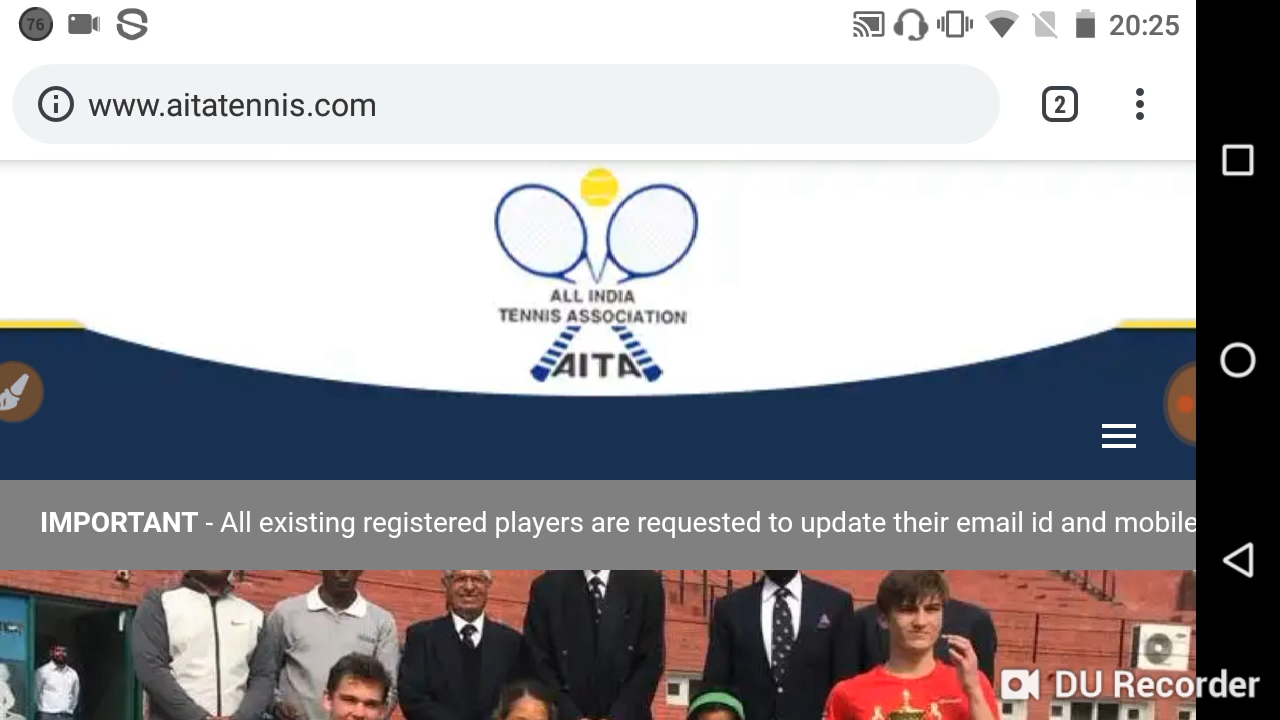 76
20:25
www.aitatennis.com
2
ALL INDIA
TENNIS ASSOCIATION
AITA
IMPORTANT - All existing registered players are requested to update their email id and mobile
DU Recorder